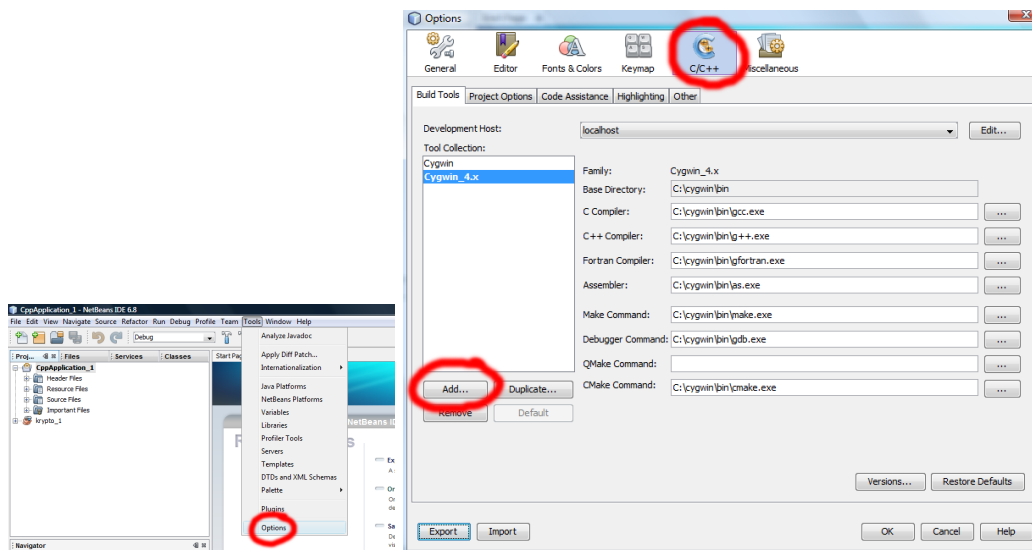 CppApplication_1 - NetBeans IDE 6.8
File Edit View Navigate Source Refactor Run Debug Profile Team Tools Window Help
Debug
Proj... Files Services Classes
Start Pag
CppApplication_1
Header Files
Resource Files
Source Files
Important Files
krypto_1
Navigator
Analyze Javadoc
Apply Diff Patch...
Internationalization
Java Platforms
NetBeans Platforms
Variables
Libraries
Profiler Tools
Servers
Templates
DTDs and XML Schemas
Palette
Plugins
Options
NetBeans ID
Options
General Editor Fonts & Colors Keymap C/C++ Miscellaneous
Build Tools Project Options Code Assistance Highlighting Other
Development Host: localhost Edit...
Tool Collection:
Cygwin
Cygwin_4.x
Family: Cygwin_4.x
Base Directory: C:\cygwin\bin
C Compiler: C:\cygwin\bin\gcc.exe ...
C++ Compiler: C:\cygwin\bin\g++.exe ...
Fortran Compiler: C:\cygwin\bin\gfortran.exe ...
Assembler: C:\cygwin\bin\as.exe ...
Make Command: C:\cygwin\bin\make.exe ...
Debugger Command: C:\cygwin\bin\gdb.exe ...
QMake Command: ...
CMake Command: C:\cygwin\bin\cmake.exe ...
Add... Duplicate...
Remove Default
Versions... Restore Defaults
Export Import OK Cancel Help